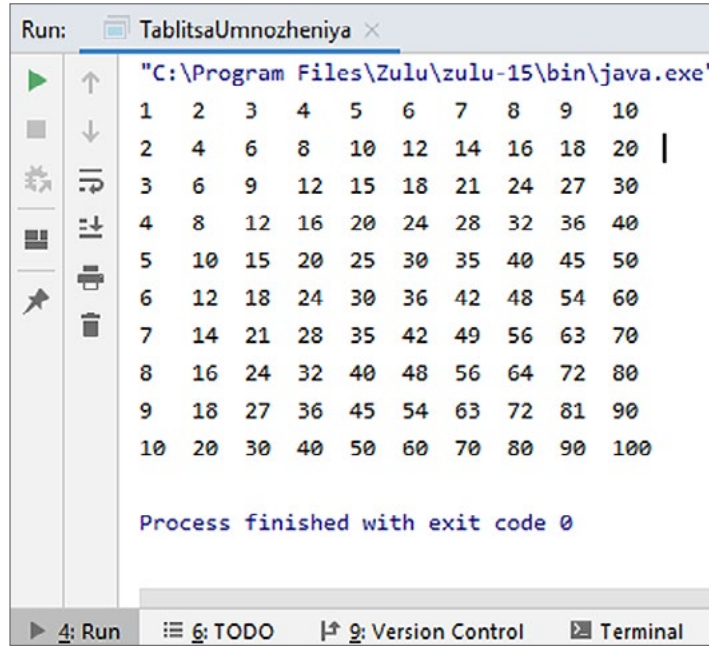 Run: TablitsaUmnozheniya
"C:\Program Files\Zulu\zulu-15\bin\java.exe"
1 2 3 4 5 6 7 8 9 10
2 4 6 8 10 12 14 16 18 20
3 6 9 12 15 18 21 24 27 30
4 8 12 16 20 24 28 32 36 40
5 10 15 20 25 30 35 40 45 50
6 12 18 24 30 36 42 48 54 60
7 14 21 28 35 42 49 56 63 70
8 16 24 32 40 48 56 64 72 80
9 18 27 36 45 54 63 72 81 90
10 20 30 40 50 60 70 80 90 100
Process finished with exit code 0
4: Run 6: TODO 9: Version Control Terminal